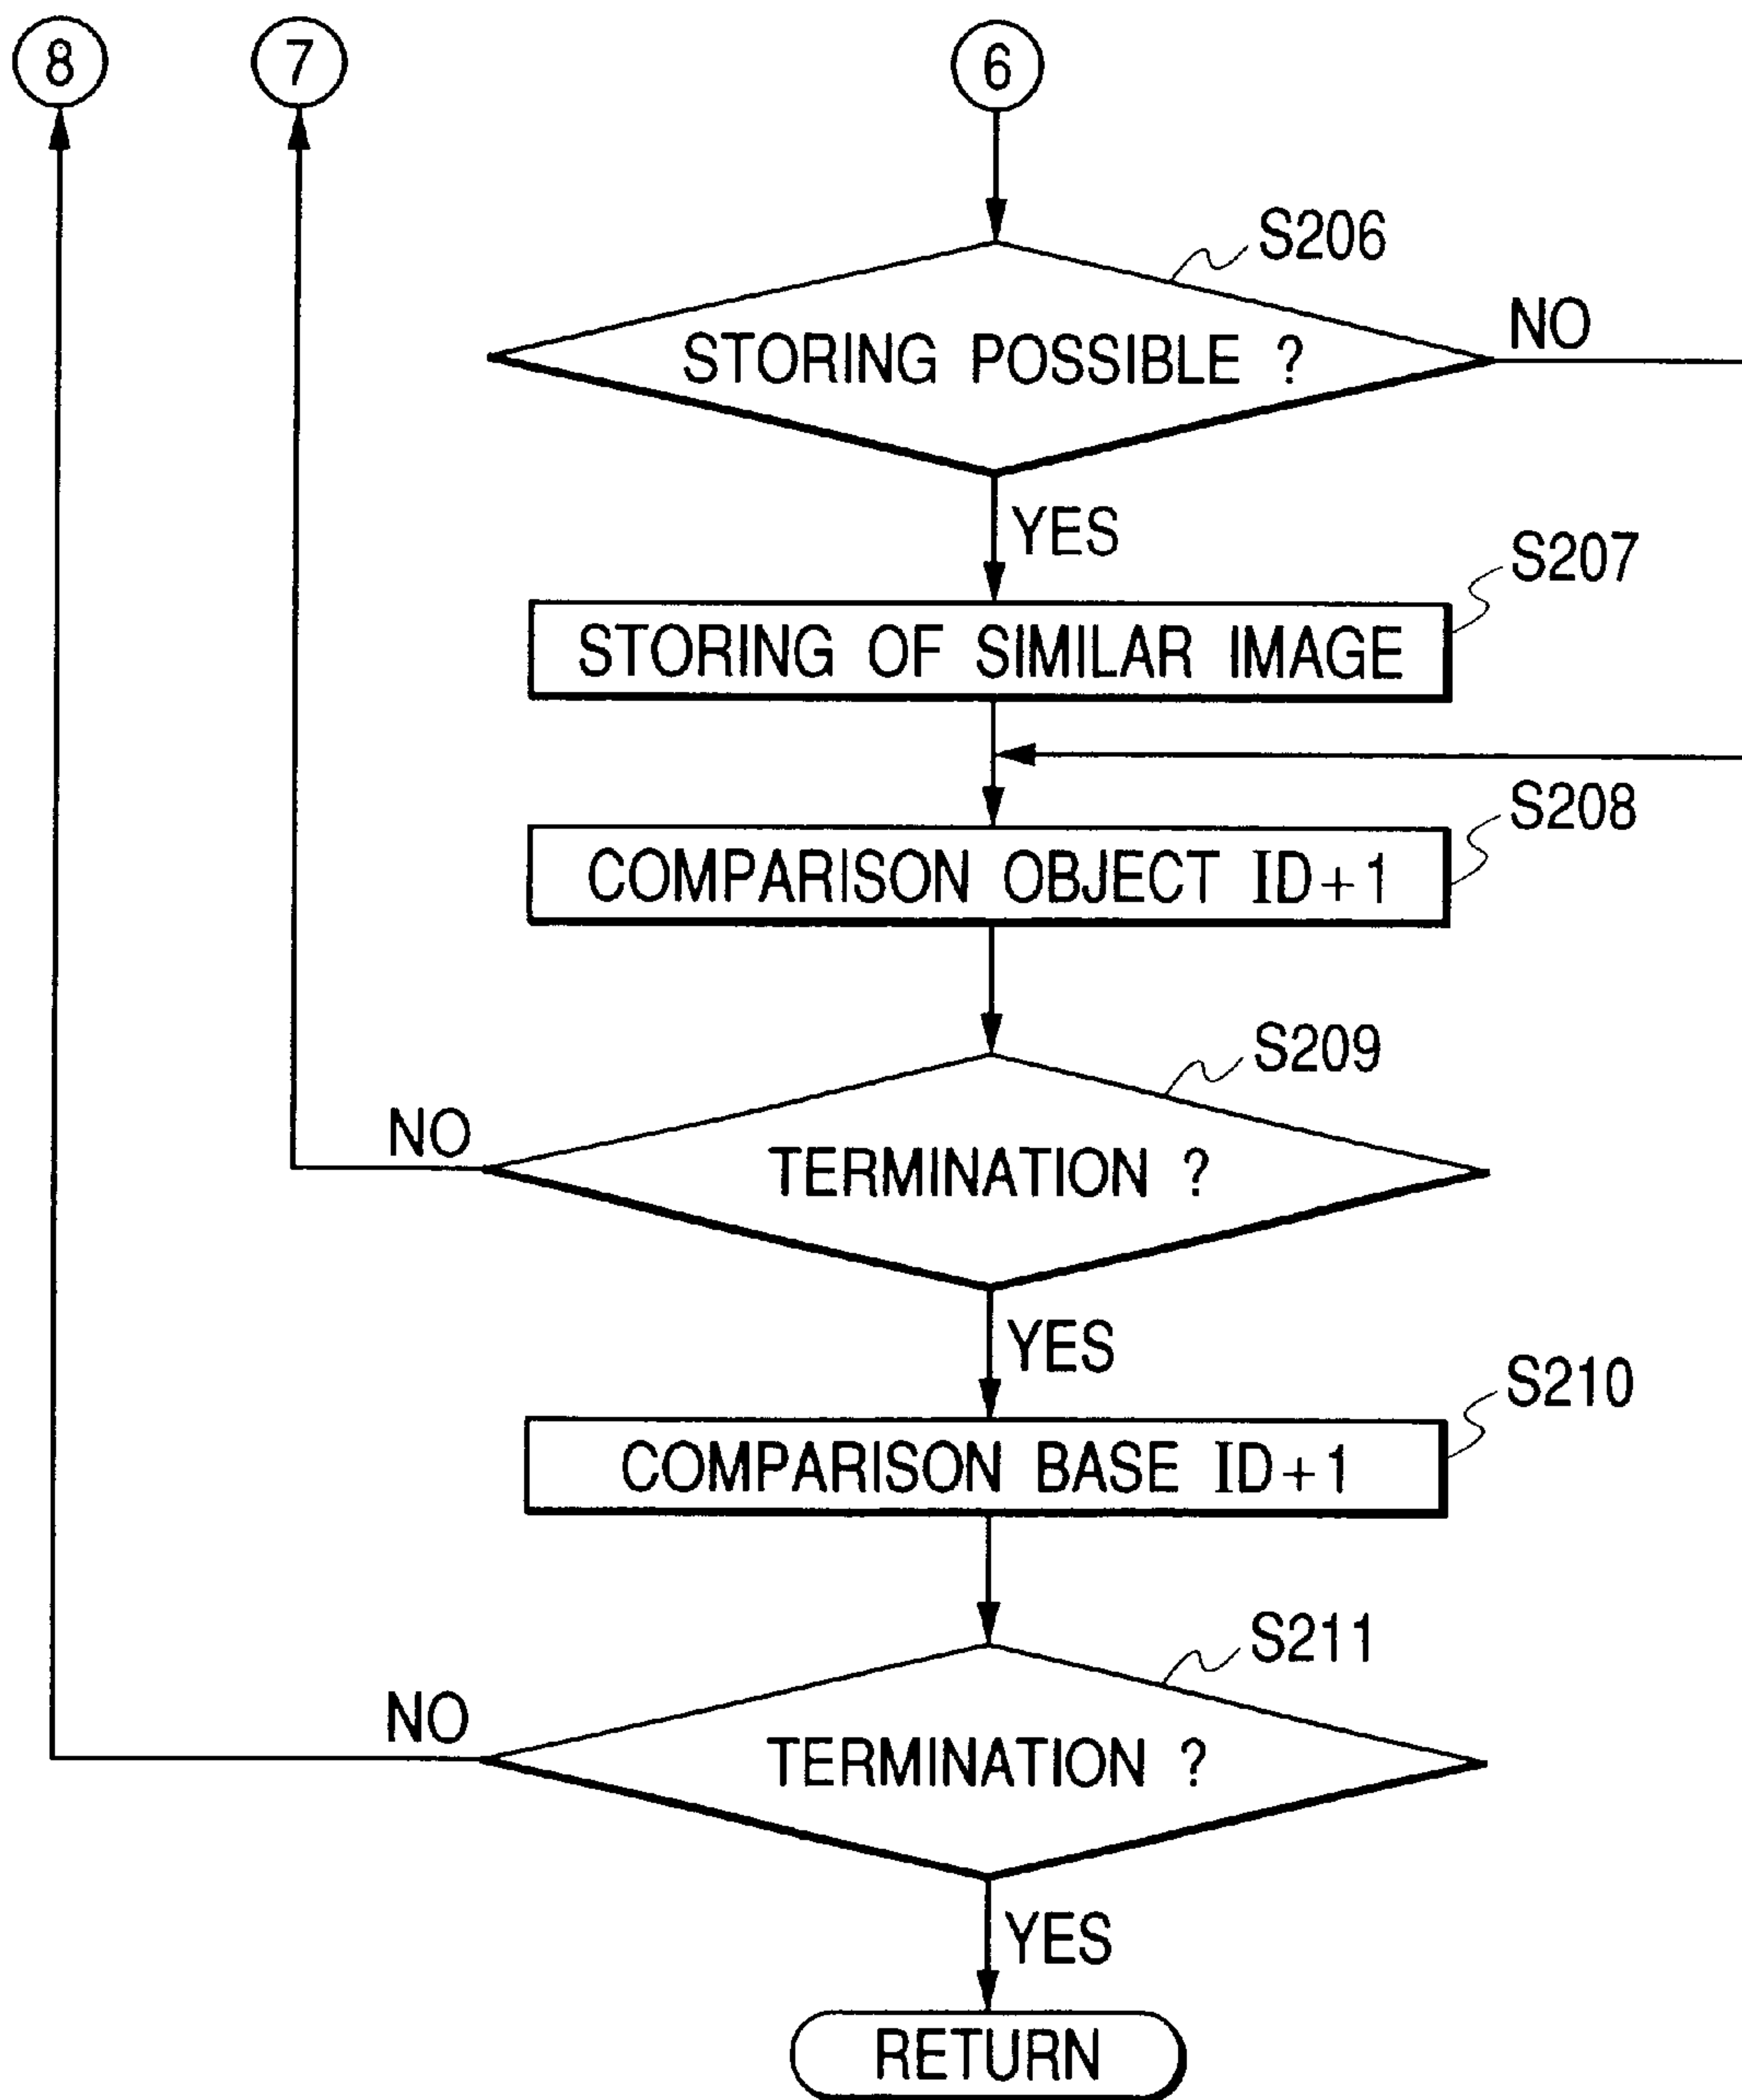 8 7 6
S206
STORING POSSIBLE ?
NO
YES
S207
STORING OF SIMILAR IMAGE
S208
COMPARISON OBJECT ID+1
S209
NO
TERMINATION ?
YES
S210
COMPARISON BASE ID+1
S211
NO
TERMINATION ?
YES
RETURN